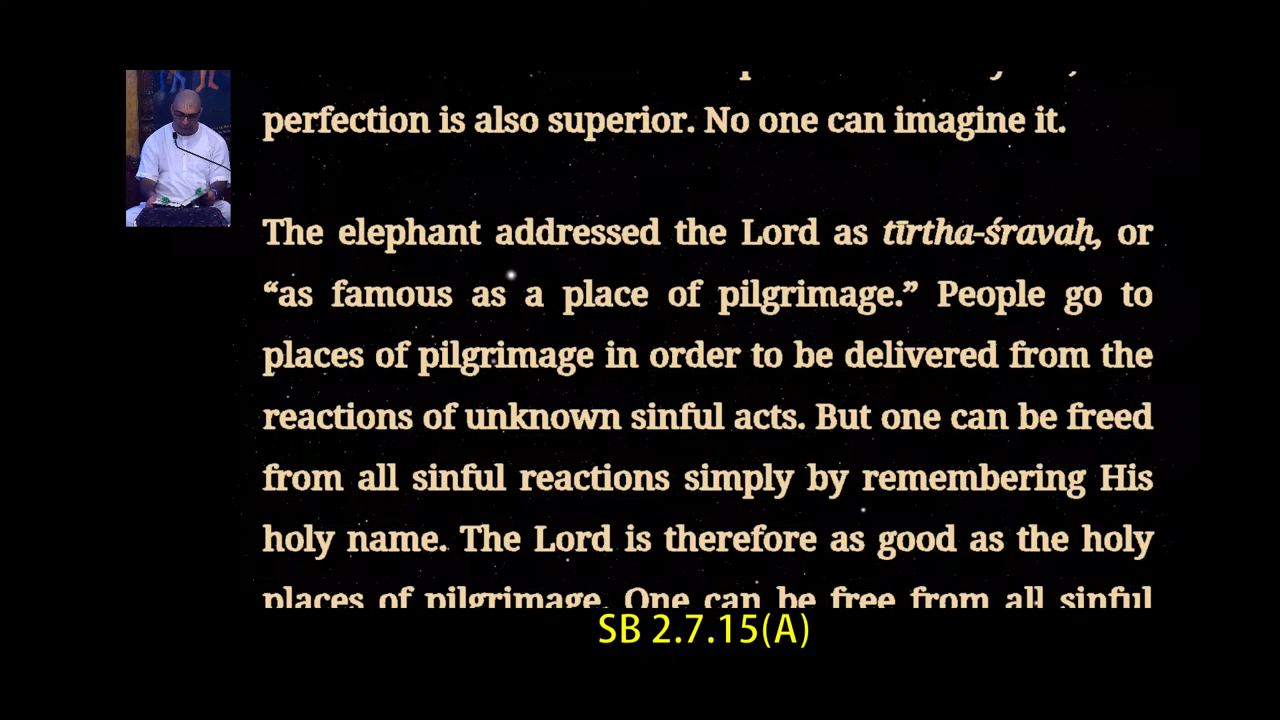 perfection is also superior. No one can imagine it.
The elephant addressed the Lord as tīrtha-śravaḥ, or
“as famous as a place of pilgrimage.” People go to
places of pilgrimage in order to be delivered from the
reactions of unknown sinful acts. But one can be freed
from all sinful reactions simply by remembering His
holy name. The Lord is therefore as good as the holy
places of pilgrimage. One can be free from all sinful
SB 2.7.15(A)